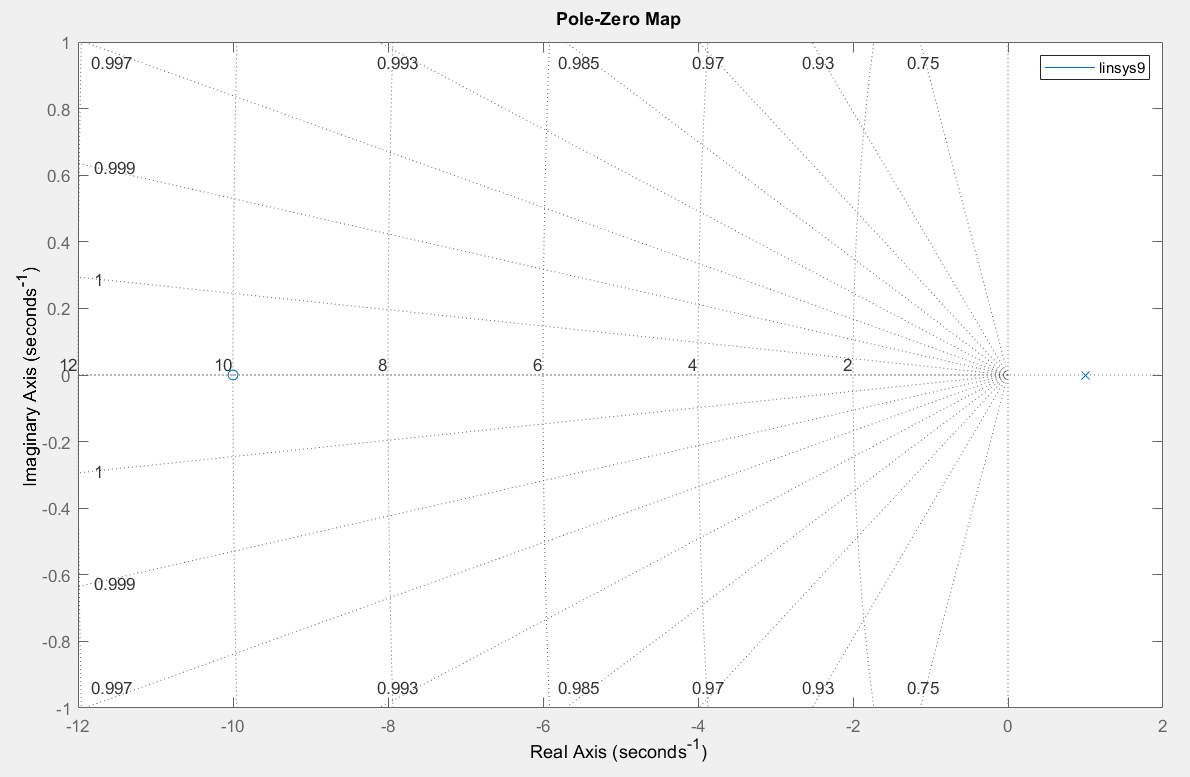 Pole-Zero Map
linsys9
1
0.8
0.6
0.4
0.2
0
-0.2
-0.4
-0.6
-0.8
-1
0.997 0.993 0.985 0.97 0.93 0.75
0.999
1
12 10 8 6 4 2
1
0.999
0.997 0.993 0.985 0.97 0.93 0.75
-12 -10 -8 -6 -4 -2 0 2
Real Axis (seconds-1)
Imaginary Axis (seconds-1)